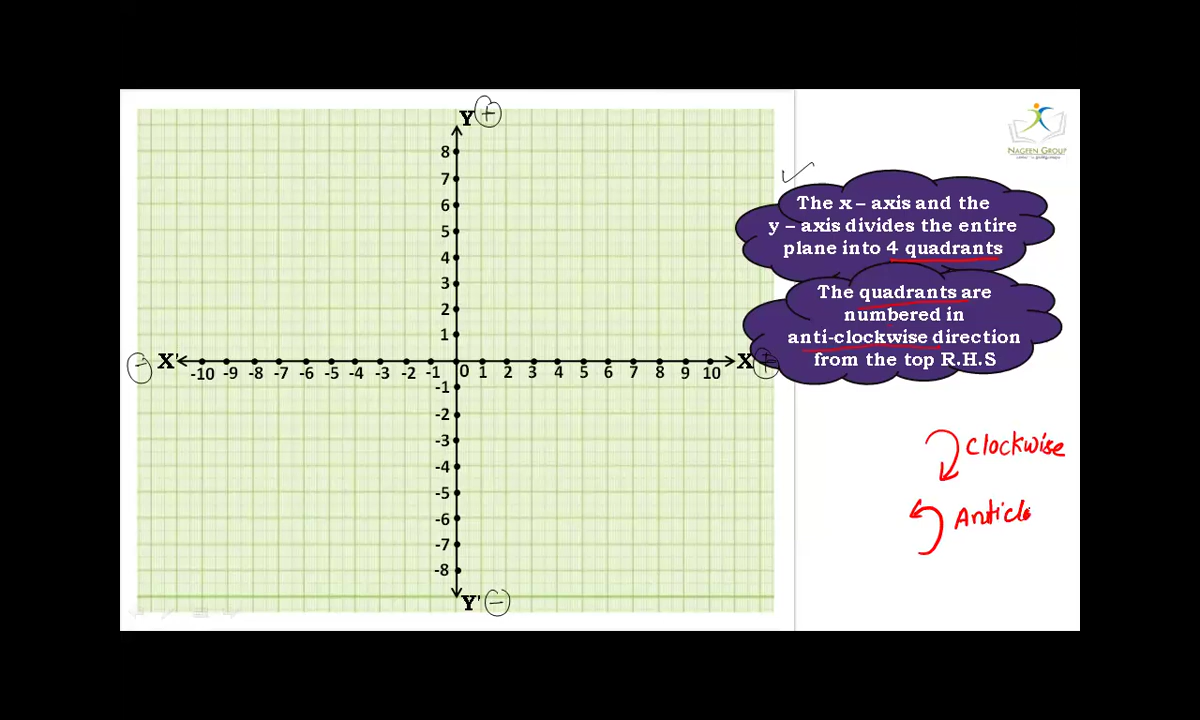 Y +
8
7
6
5
4
3
2
1
- X' -10 -9 -8 -7 -6 -5 -4 -3 -2 -1 0 1 2 3 4 5 6 7 8 9 10 X +
-1
-2
-3
-4
-5
-6
-7
-8
Y' -
NAGEEN GROUP
The x – axis and the
y – axis divides the entire
plane into 4 quadrants
The quadrants are
numbered in
anti-clockwise direction
from the top R.H.S
Clockwise
Anticlo